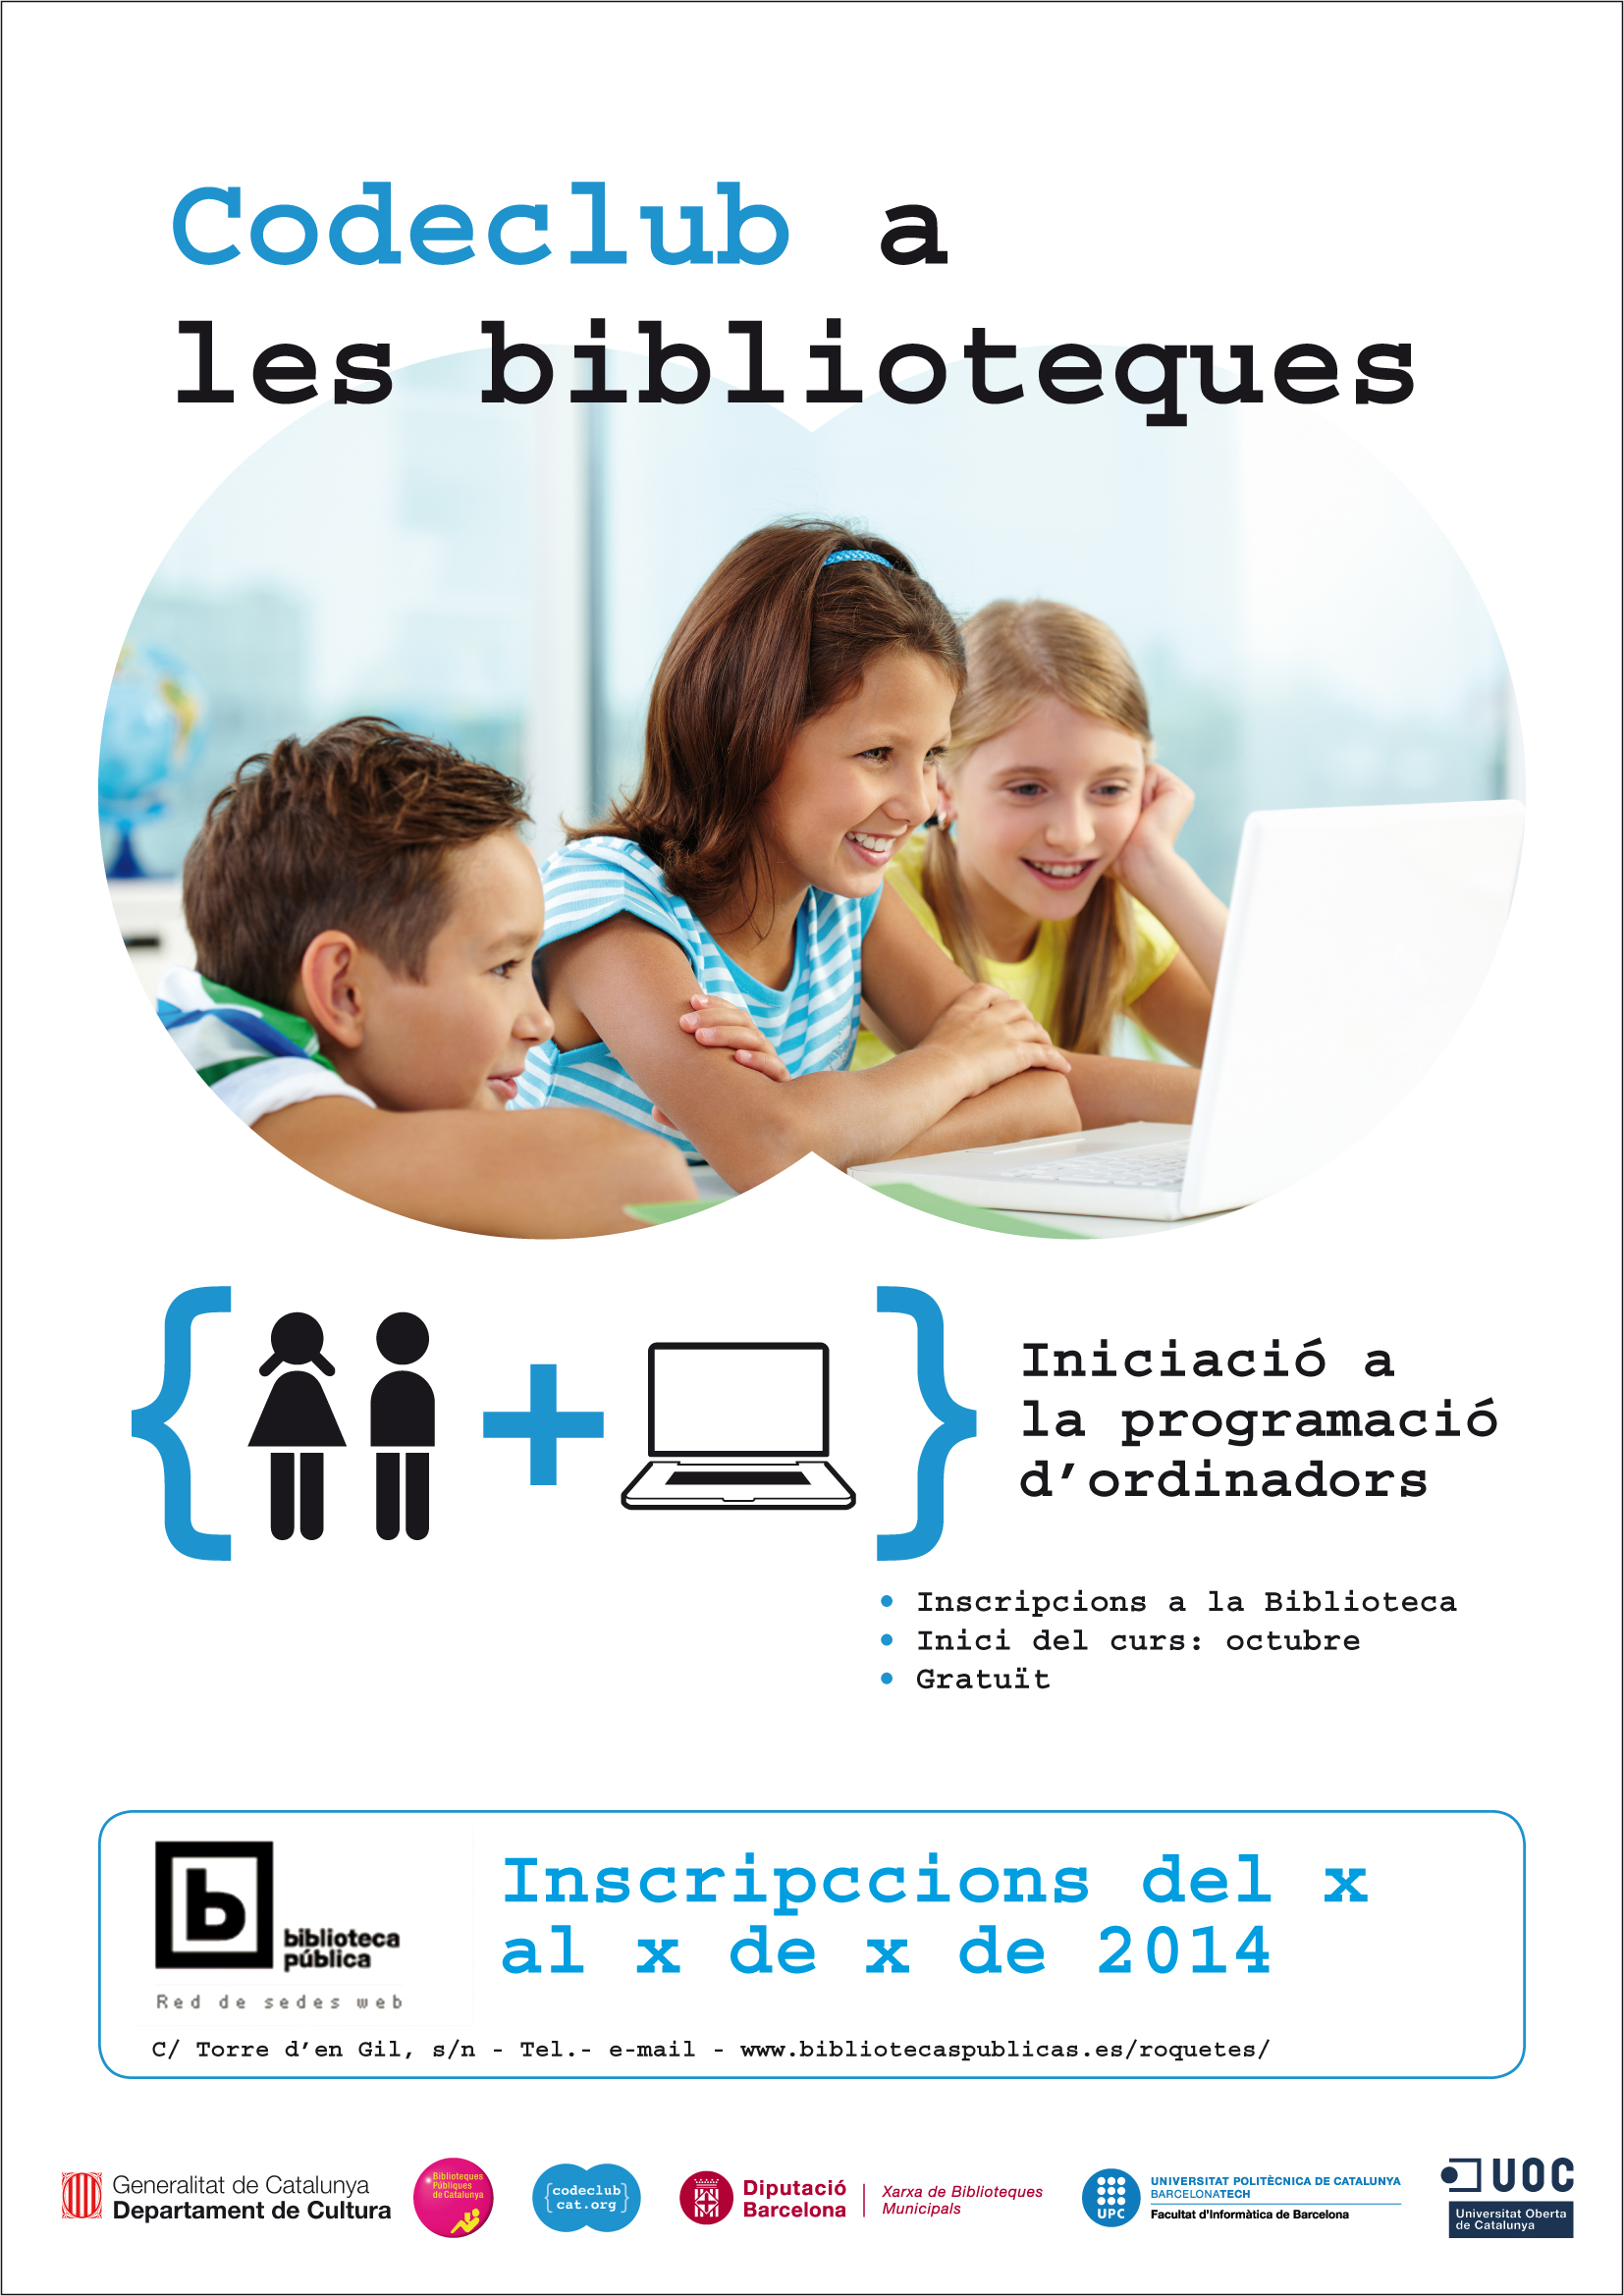 Codeclub a
les biblioteques
Iniciació a
la programació
d’ordinadors
• Inscripcions a la Biblioteca
• Inici del curs: octubre
• Gratuït
b
biblioteca
pública
Red de sedes web
Inscripccions del x
al x de x de 2014
C/ Torre d’en Gil, s/n - Tel.- e-mail - www.bibliotecaspublicas.es/roquetes/
Generalitat de Catalunya
Departament de Cultura
Biblioteques
Públiques
de Catalunya
{codeclub}
cat.org
Diputació
Barcelona
Xarxa de Biblioteques
Municipals
UPC
UNIVERSITAT POLITÈCNICA DE CATALUNYA
BARCELONATECH
Facultat d’Informàtica de Barcelona
UOC
Universitat Oberta
de Catalunya